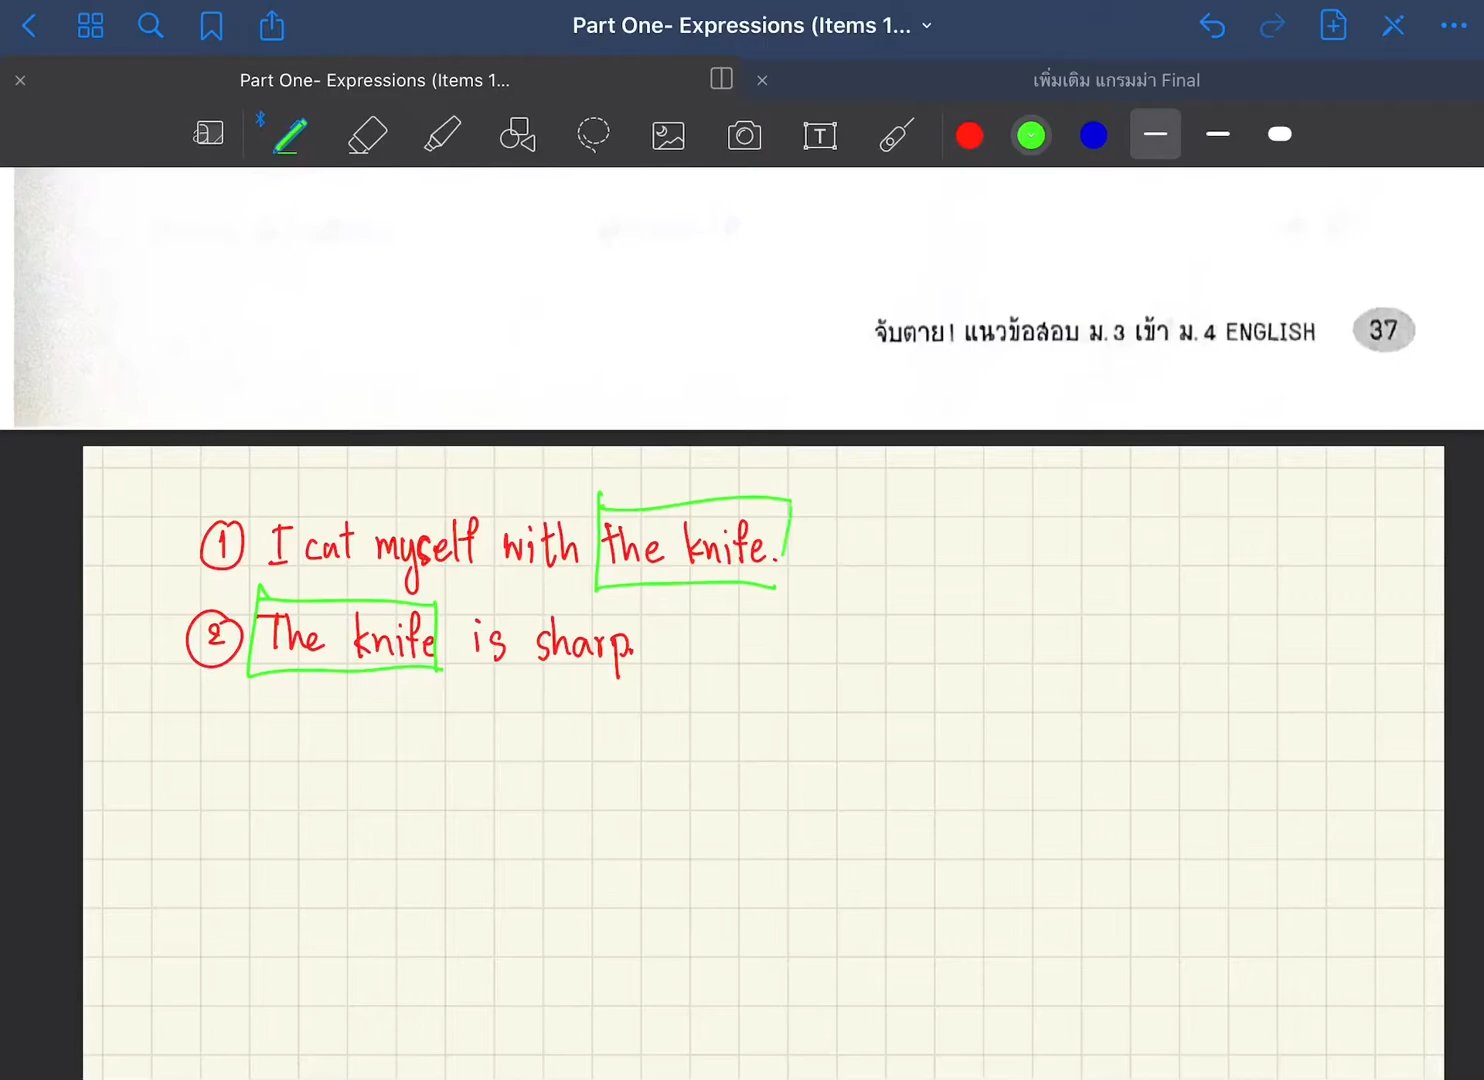 Part One- Expressions (Items 1...
Part One- Expressions (Items 1...
เพิ่มเติม แกรมม่า Final
จับตาย! แนวข้อสอบ ม.3 เข้า ม.4 ENGLISH 37
① I cut myself with the knife.
② The knife is sharp.